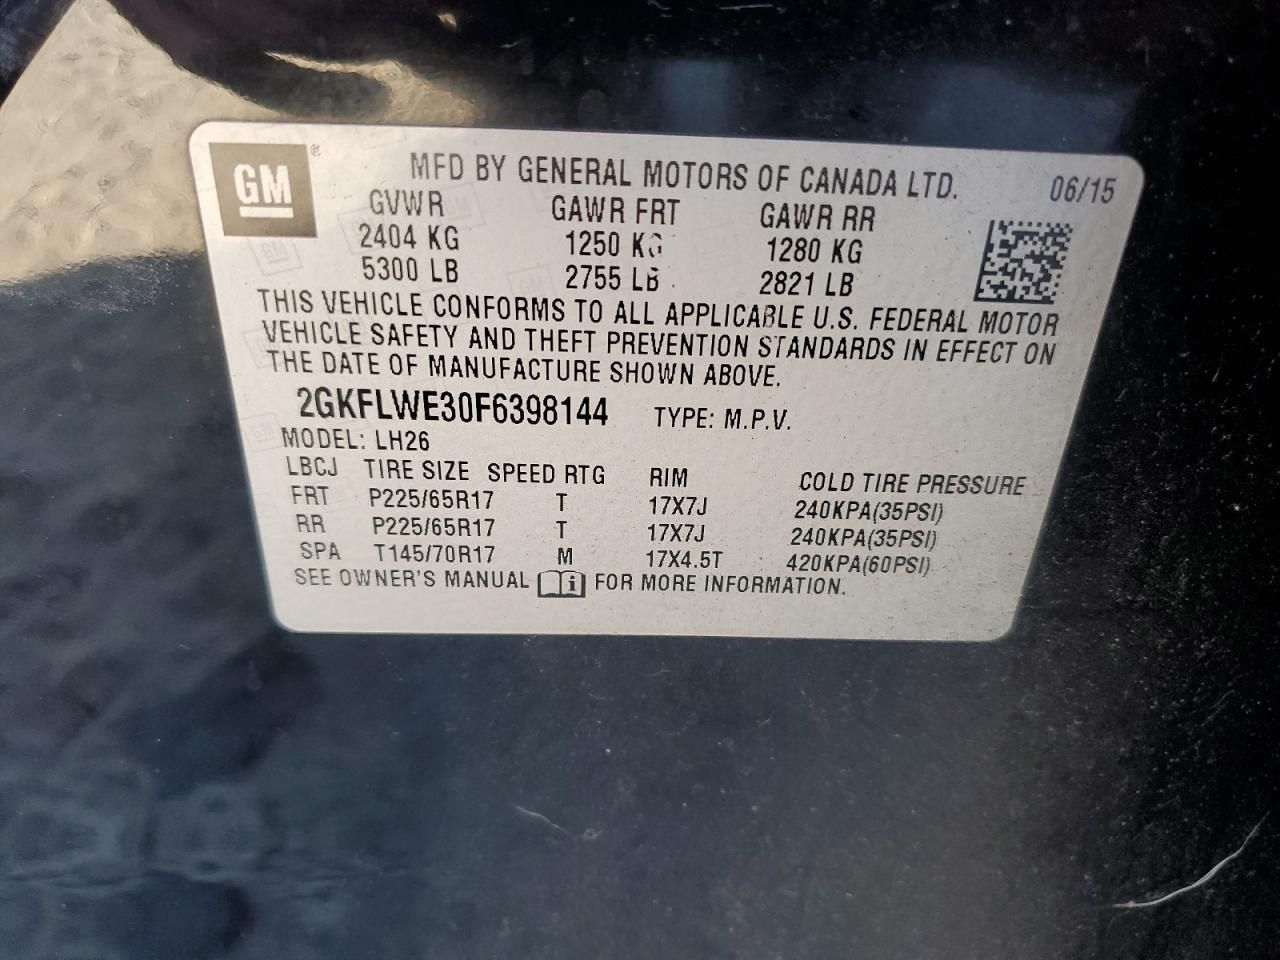 GM ®
MFD BY GENERAL MOTORS OF CANADA LTD. 06/15
GVWR GAWR FRT GAWR RR
2404 KG 1250 KG 1280 KG
5300 LB 2755 LB 2821 LB
THIS VEHICLE CONFORMS TO ALL APPLICABLE U.S. FEDERAL MOTOR
VEHICLE SAFETY AND THEFT PREVENTION STANDARDS IN EFFECT ON
THE DATE OF MANUFACTURE SHOWN ABOVE.
2GKFLWE30F6398144 TYPE: M.P.V.
MODEL: LH26
LBCJ TIRE SIZE SPEED RTG RIM COLD TIRE PRESSURE
FRT P225/65R17 T 17X7J 240KPA(35PSI)
RR P225/65R17 T 17X7J 240KPA(35PSI)
SPA T145/70R17 M 17X4.5T 420KPA(60PSI)
SEE OWNER'S MANUAL FOR MORE INFORMATION.